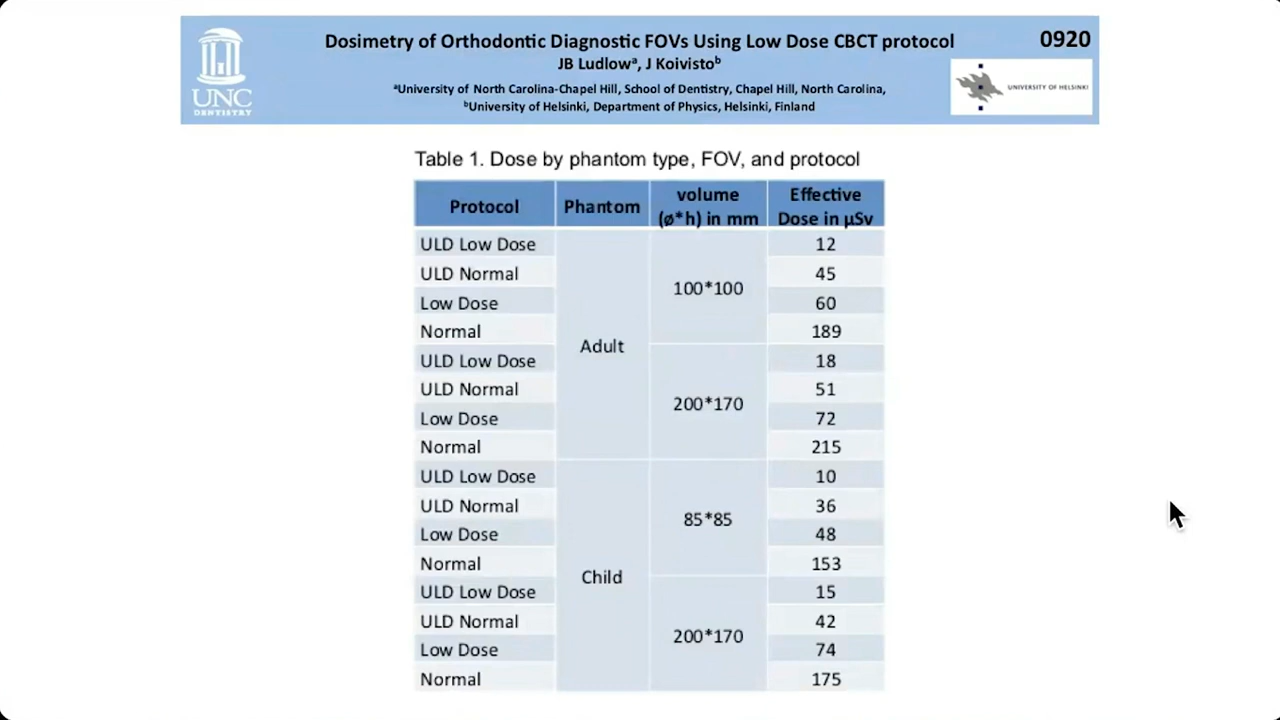 UNC
DENTISTRY
Dosimetry of Orthodontic Diagnostic FOVs Using Low Dose CBCT protocol
JB Ludlowᵃ, J Koivistoᵇ
ᵃUniversity of North Carolina-Chapel Hill, School of Dentistry, Chapel Hill, North Carolina,
ᵇUniversity of Helsinki, Department of Physics, Helsinki, Finland
0920
UNIVERSITY OF HELSINKI
Table 1. Dose by phantom type, FOV, and protocol
Protocol Phantom volume (ø*h) in mm Effective Dose in µSv
ULD Low Dose 12
ULD Normal 45
100*100
Low Dose 60
Normal 189
Adult
ULD Low Dose 18
ULD Normal 51
200*170
Low Dose 72
Normal 215
ULD Low Dose 10
ULD Normal 36
85*85
Low Dose 48
Normal 153
Child
ULD Low Dose 15
ULD Normal 42
200*170
Low Dose 74
Normal 175